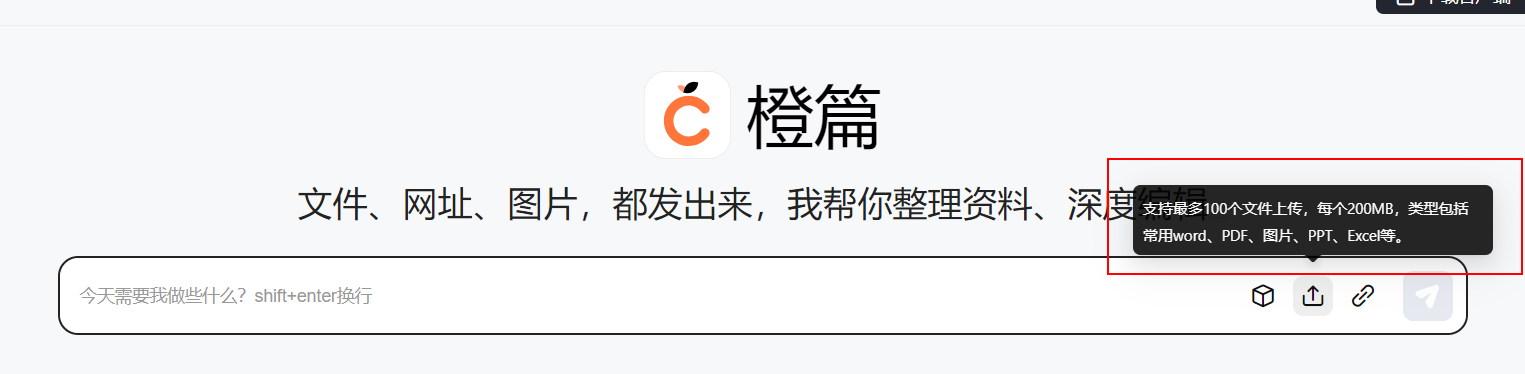 橙篇
文件、网址、图片，都发出来，我帮你整理资料、深度编辑
支持最多100个文件上传，每个200MB，类型包括
常用word、PDF、图片、PPT、Excel等。
今天需要我做些什么？shift+enter换行